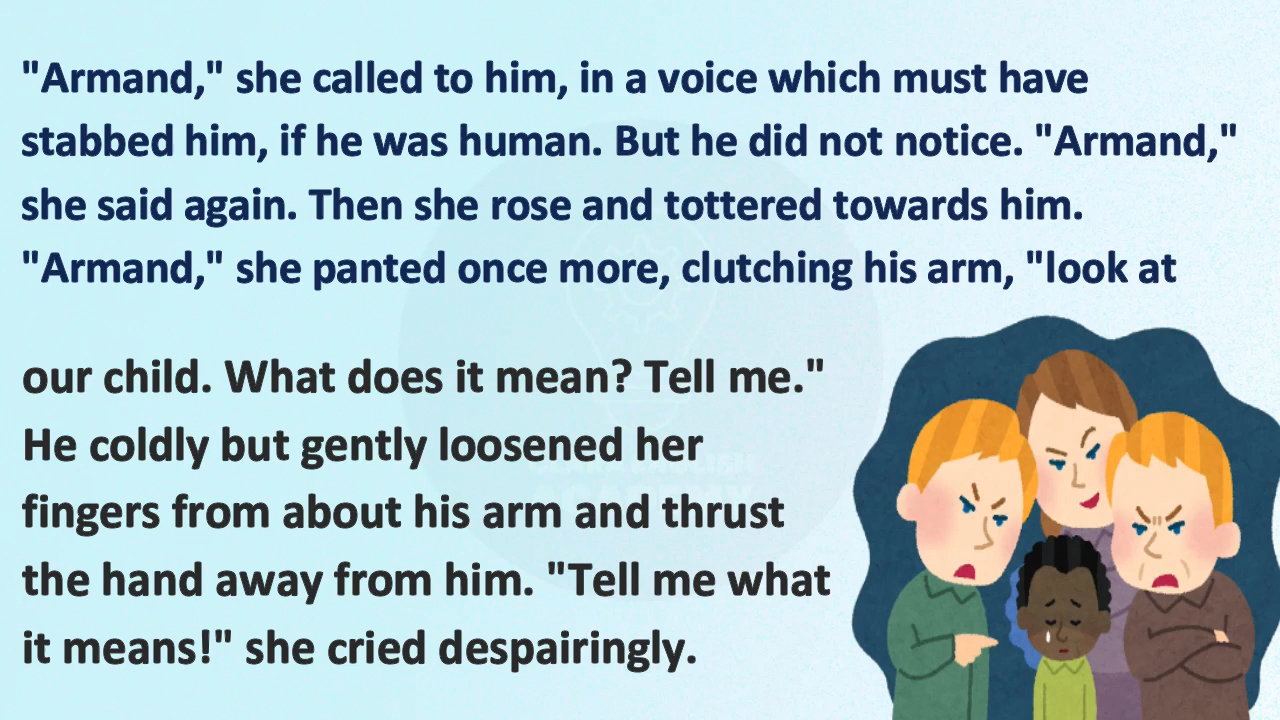 "Armand," she called to him, in a voice which must have
stabbed him, if he was human. But he did not notice. "Armand,"
she said again. Then she rose and tottered towards him.
"Armand," she panted once more, clutching his arm, "look at
our child. What does it mean? Tell me."
He coldly but gently loosened her
fingers from about his arm and thrust
the hand away from him. "Tell me what
it means!" she cried despairingly.